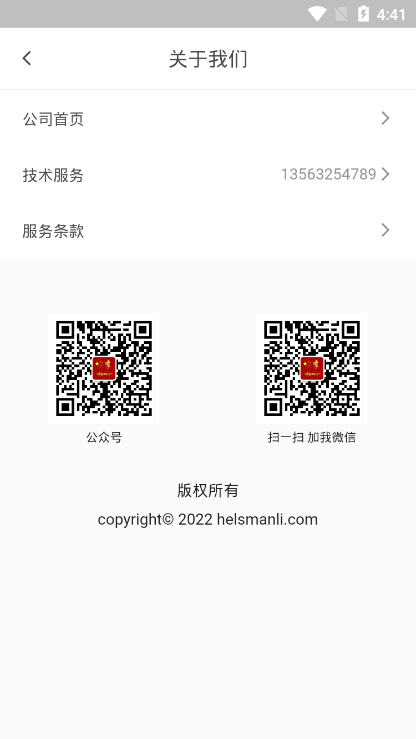 4:41
关于我们
公司首页
技术服务 13563254789
服务条款
公众号 扫一扫 加我微信
版权所有
copyright© 2022 helsmanli.com